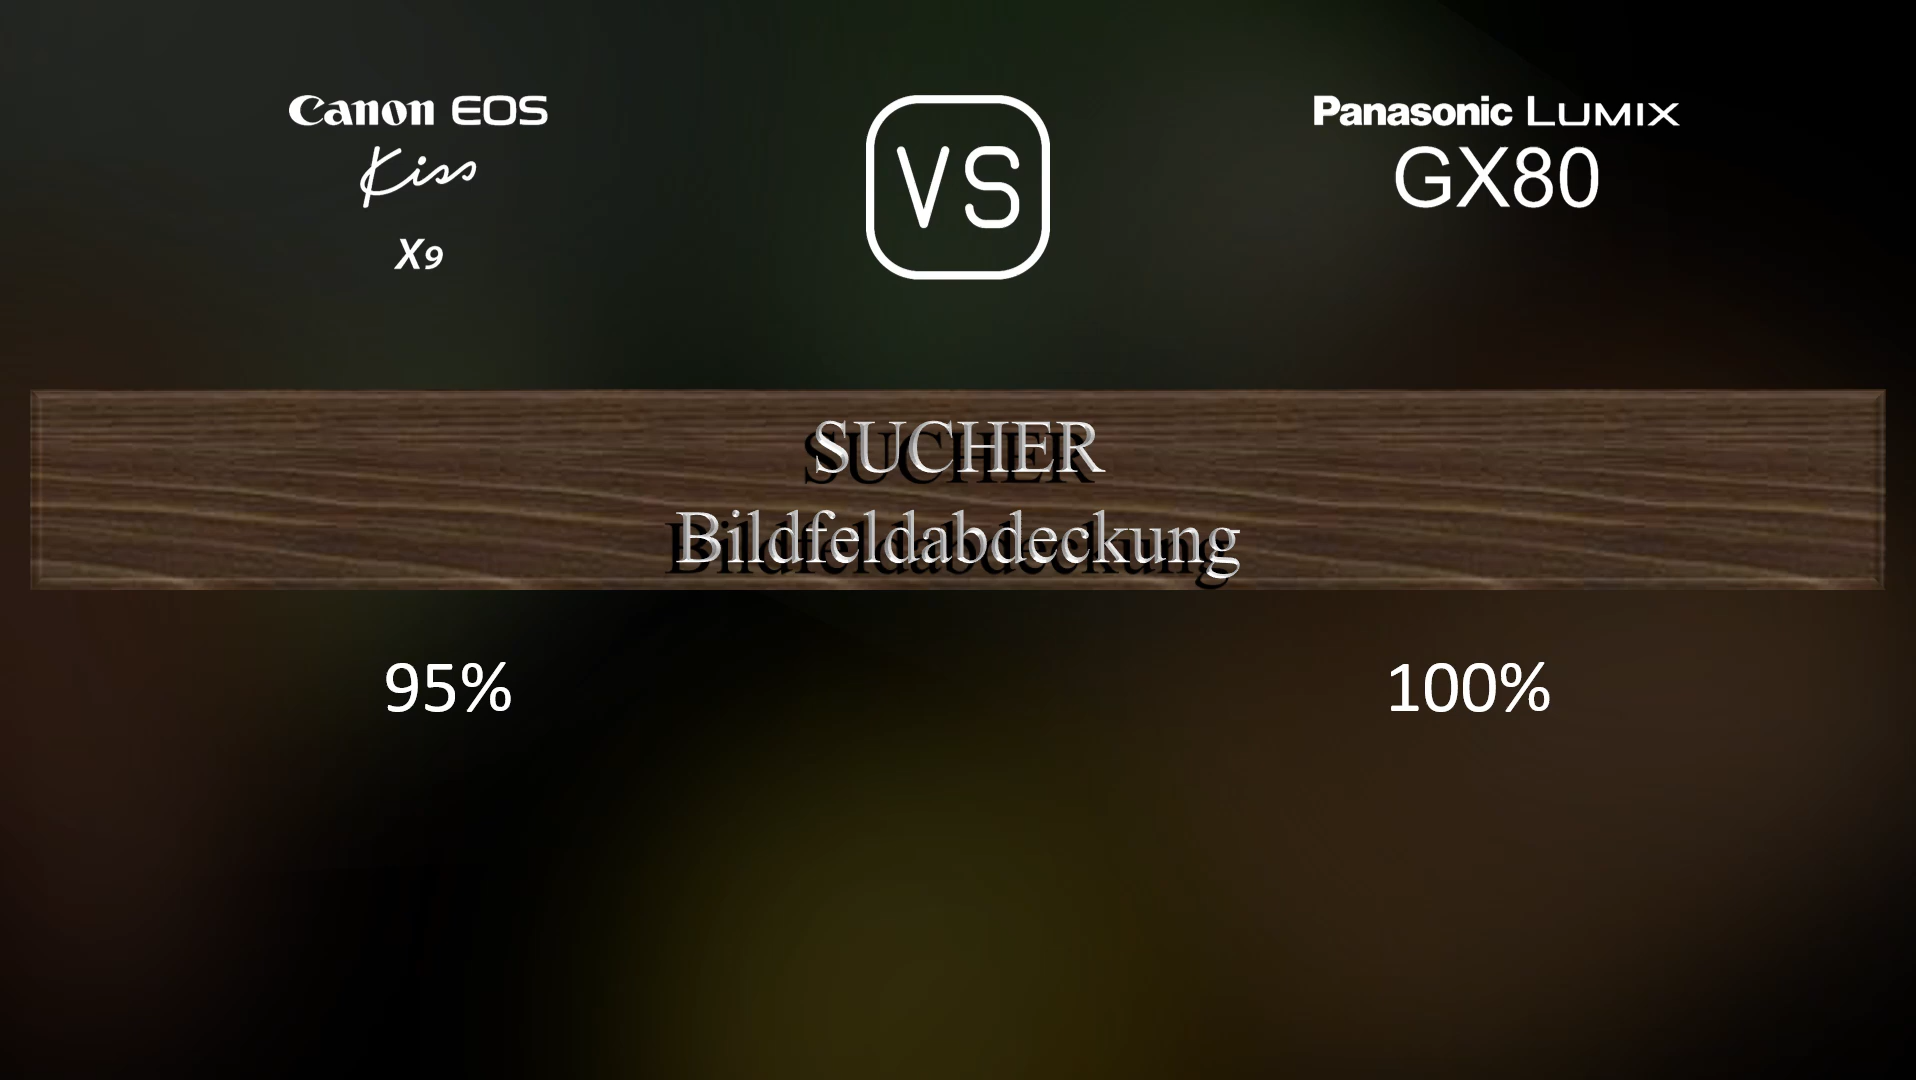 Canon EOS
Kiss
X9
VS
Panasonic LUMIX
GX80
SUCHER
Bildfeldabdeckung
95%
100%